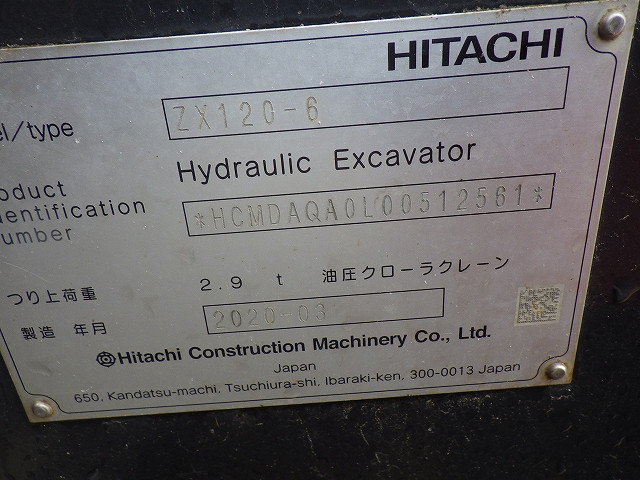 HITACHI
el/type ZX120-6
Hydraulic Excavator
oduct
dentification
umber *HCMDAQA0L00512561*
つり上荷重 2.9 t 油圧クローラクレーン
製造 年月 2020-03
Hitachi Construction Machinery Co., Ltd.
Japan
650, Kandatsu-machi, Tsuchiura-shi, Ibaraki-ken, 300-0013 Japan